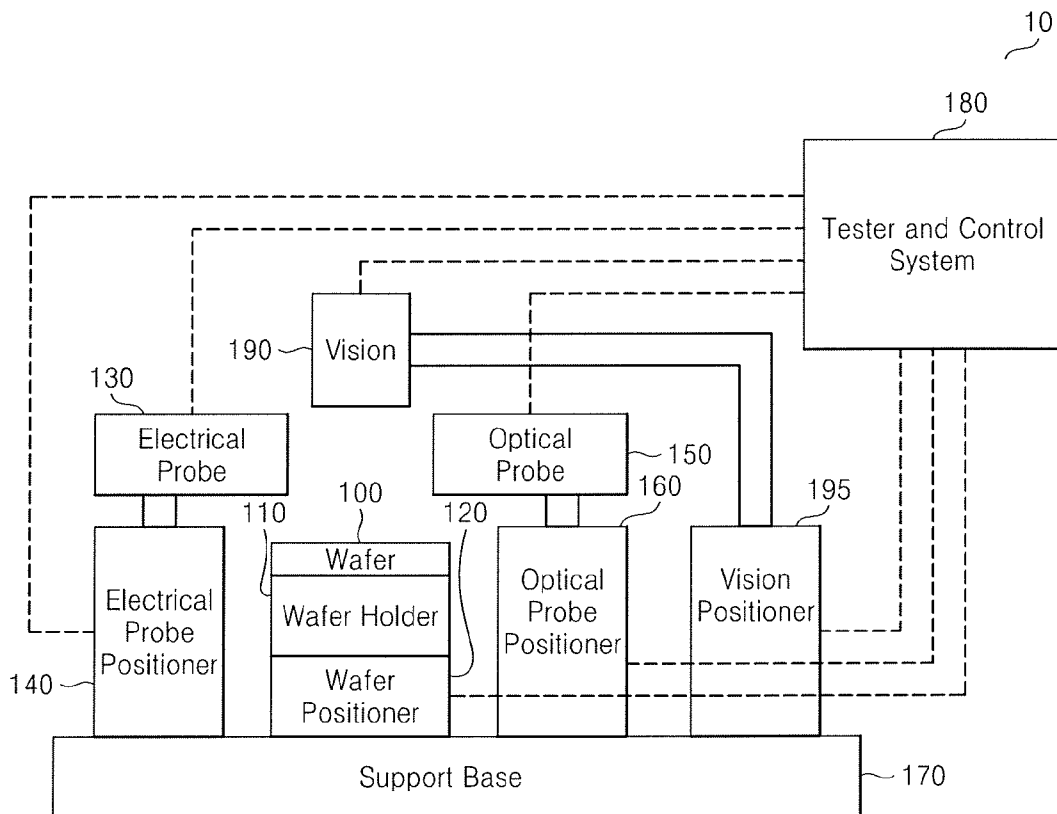 10
180
Tester and Control
System
190
Vision
130
Electrical
Probe
Optical
Probe
150
100
110
120
160
195
Wafer
Wafer Holder
Wafer
Positioner
Electrical
Probe
Positioner
140
Optical
Probe
Positioner
Vision
Positioner
Support Base
170